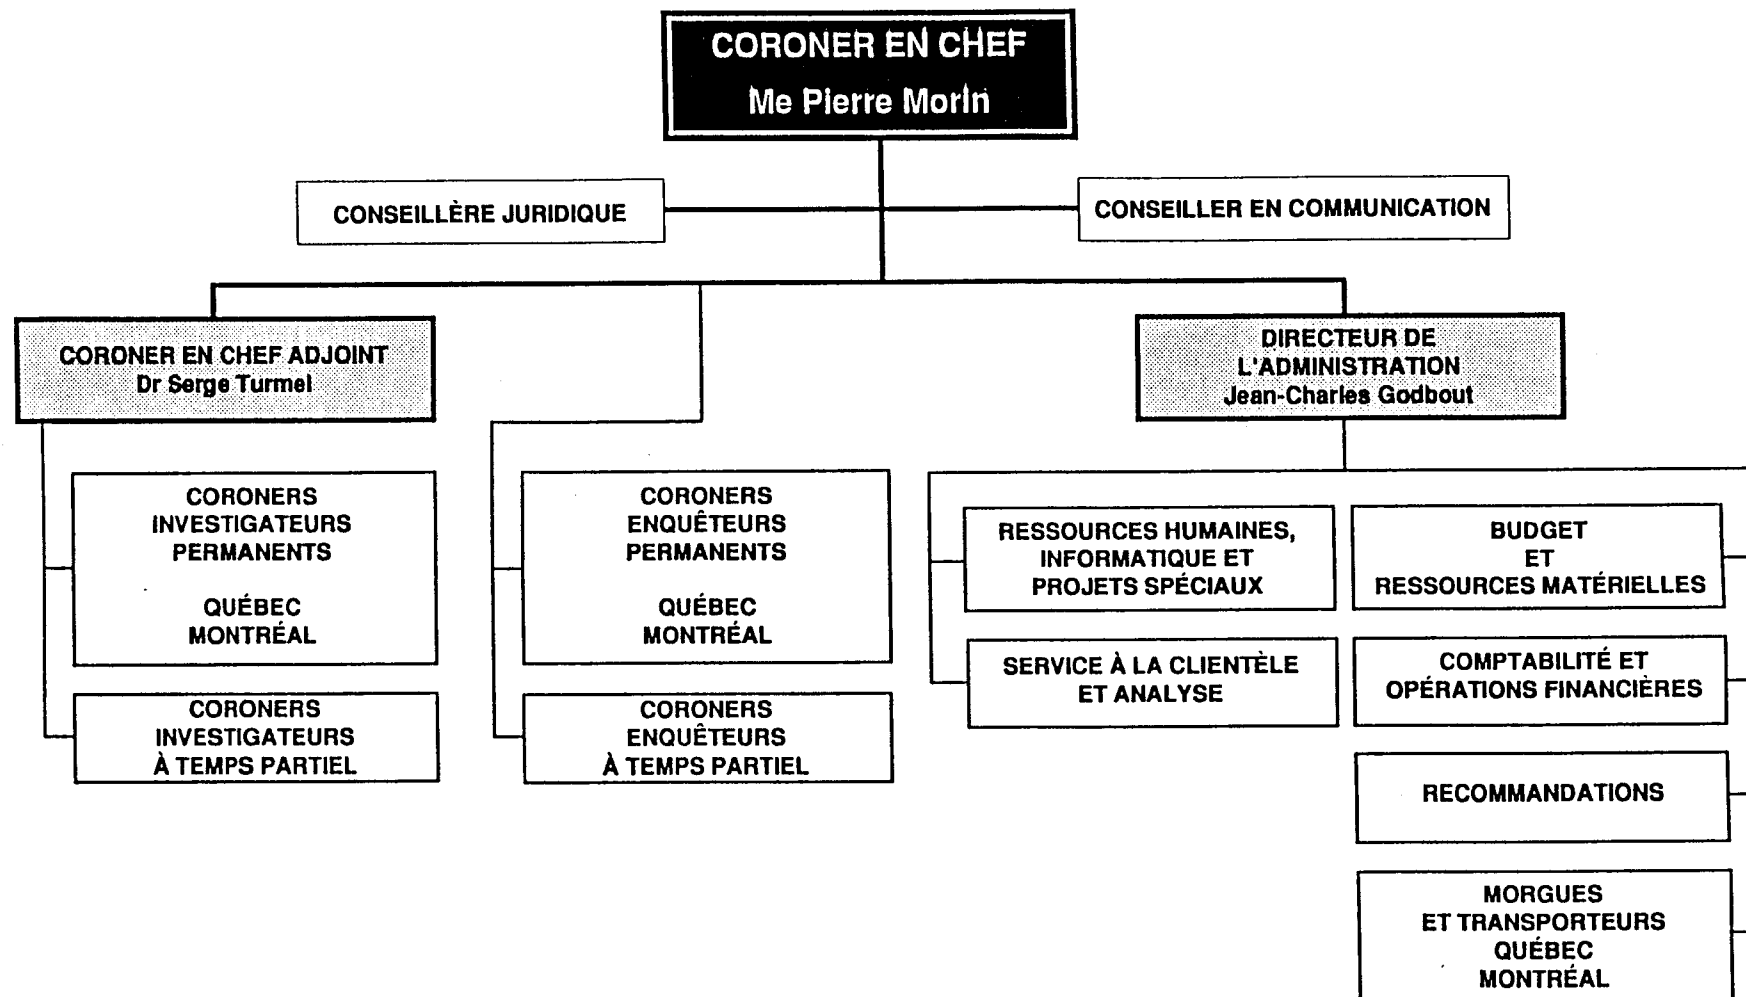 CORONER EN CHEF
Me Pierre Morin
CONSEILLÈRE JURIDIQUE
CONSEILLER EN COMMUNICATION
CORONER EN CHEF ADJOINT
Dr Serge Turmel
DIRECTEUR DE
L'ADMINISTRATION
Jean-Charles Godbout
CORONERS
INVESTIGATEURS
PERMANENTS
QUÉBEC
MONTRÉAL
CORONERS
INVESTIGATEURS
À TEMPS PARTIEL
CORONERS
ENQUÊTEURS
PERMANENTS
QUÉBEC
MONTRÉAL
CORONERS
ENQUÊTEURS
À TEMPS PARTIEL
RESSOURCES HUMAINES,
INFORMATIQUE ET
PROJETS SPÉCIAUX
SERVICE À LA CLIENTÈLE
ET ANALYSE
BUDGET
ET
RESSOURCES MATÉRIELLES
COMPTABILITÉ ET
OPÉRATIONS FINANCIÈRES
RECOMMANDATIONS
MORGUES
ET TRANSPORTEURS
QUÉBEC
MONTRÉAL